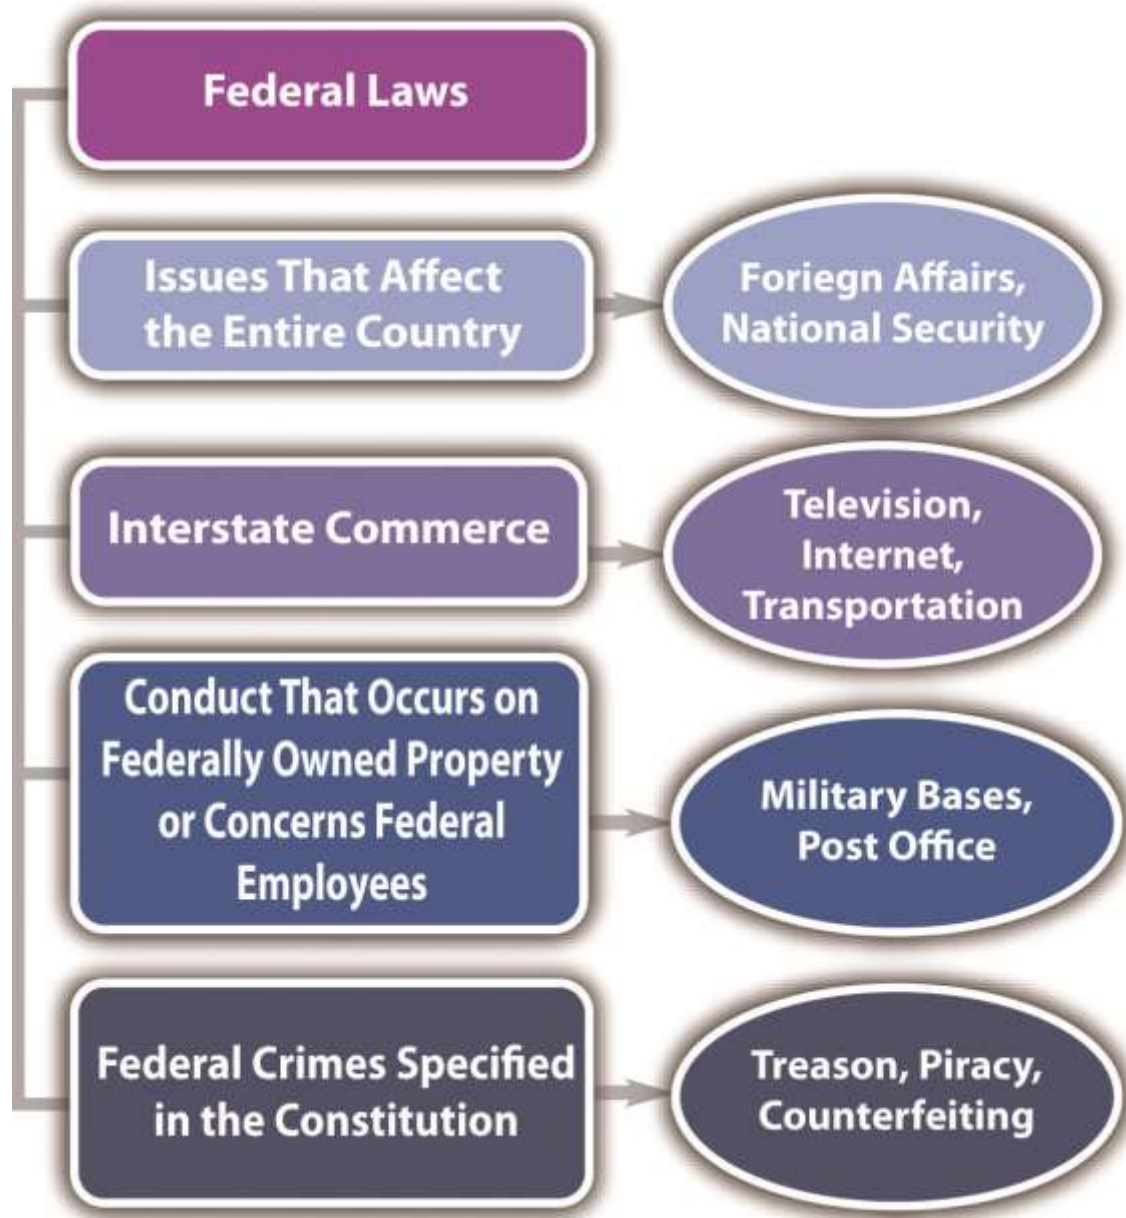 Federal Laws
Issues That Affect
the Entire Country
Foriegn Affairs,
National Security
Interstate Commerce
Television,
Internet,
Transportation
Conduct That Occurs on
Federally Owned Property
or Concerns Federal
Employees
Military Bases,
Post Office
Federal Crimes Specified
in the Constitution
Treason, Piracy,
Counterfeiting